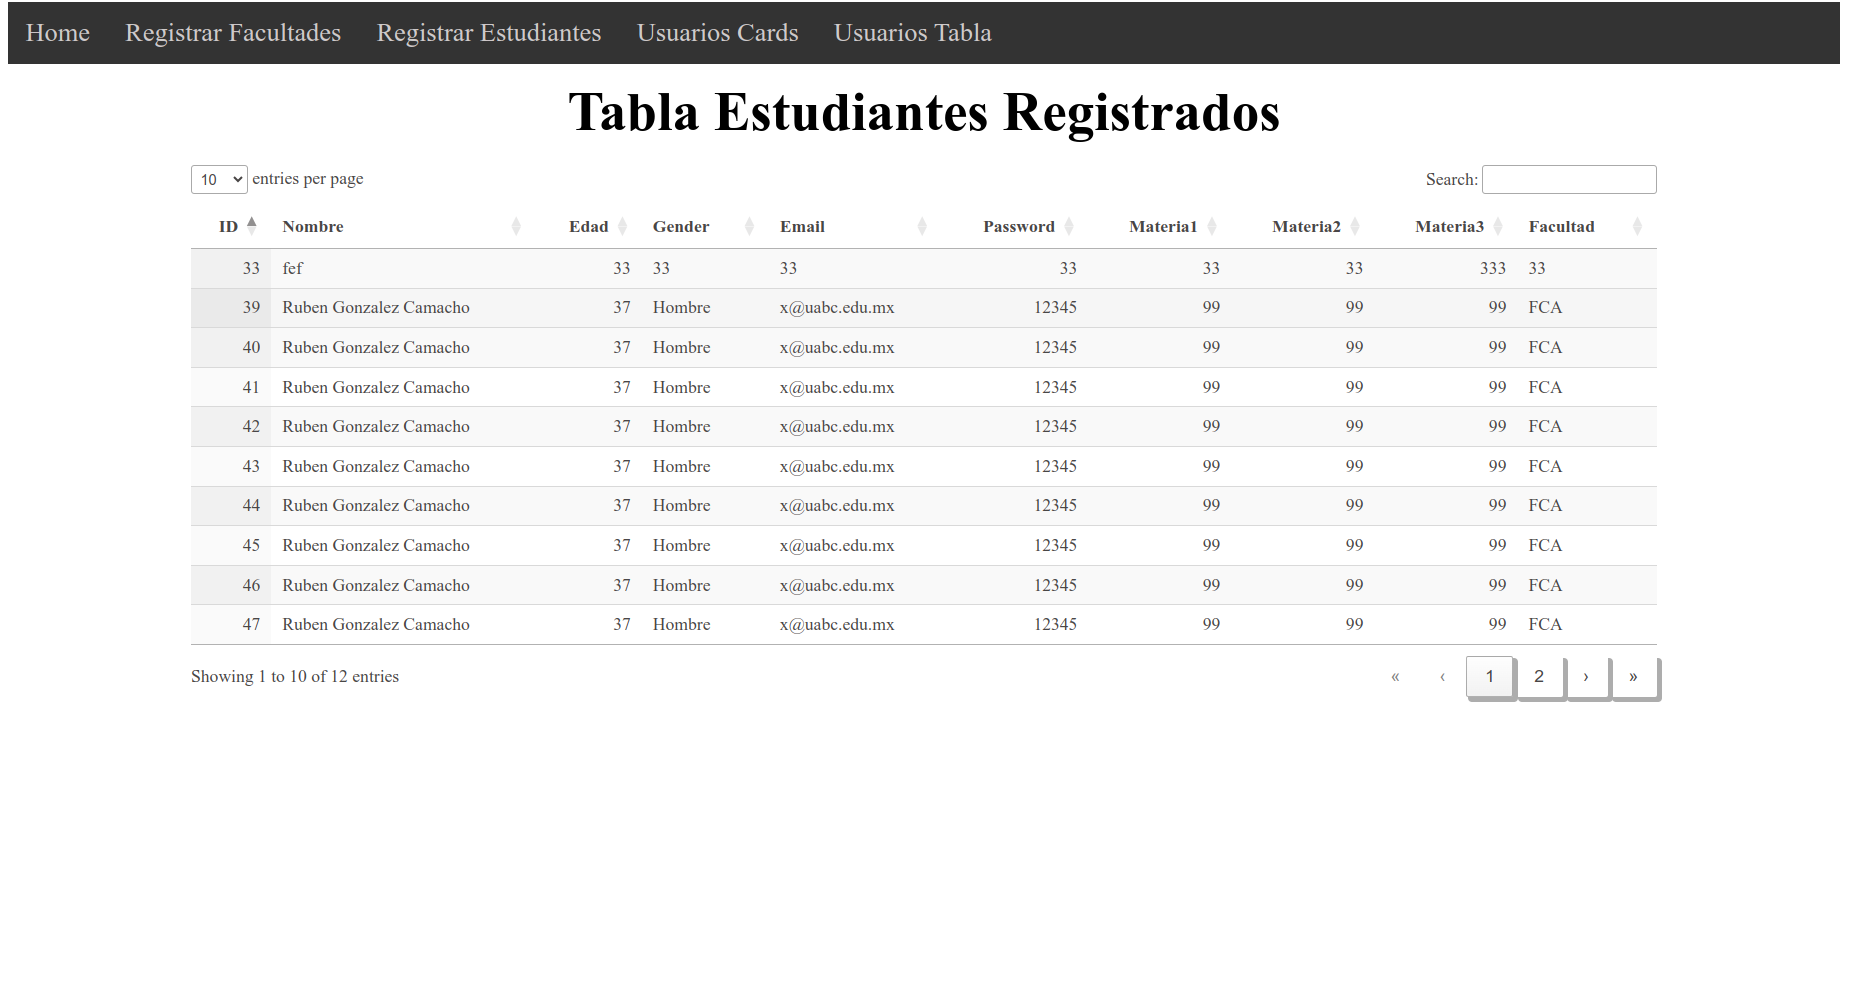 Home Registrar Facultades Registrar Estudiantes Usuarios Cards Usuarios Tabla
Tabla Estudiantes Registrados
10 entries per page Search:
ID Nombre Edad Gender Email Password Materia1 Materia2 Materia3 Facultad
33 fef 33 33 33 33 33 33 333 33
39 Ruben Gonzalez Camacho 37 Hombre x@uabc.edu.mx 12345 99 99 99 FCA
40 Ruben Gonzalez Camacho 37 Hombre x@uabc.edu.mx 12345 99 99 99 FCA
41 Ruben Gonzalez Camacho 37 Hombre x@uabc.edu.mx 12345 99 99 99 FCA
42 Ruben Gonzalez Camacho 37 Hombre x@uabc.edu.mx 12345 99 99 99 FCA
43 Ruben Gonzalez Camacho 37 Hombre x@uabc.edu.mx 12345 99 99 99 FCA
44 Ruben Gonzalez Camacho 37 Hombre x@uabc.edu.mx 12345 99 99 99 FCA
45 Ruben Gonzalez Camacho 37 Hombre x@uabc.edu.mx 12345 99 99 99 FCA
46 Ruben Gonzalez Camacho 37 Hombre x@uabc.edu.mx 12345 99 99 99 FCA
47 Ruben Gonzalez Camacho 37 Hombre x@uabc.edu.mx 12345 99 99 99 FCA
Showing 1 to 10 of 12 entries « ‹ 1 2 › »